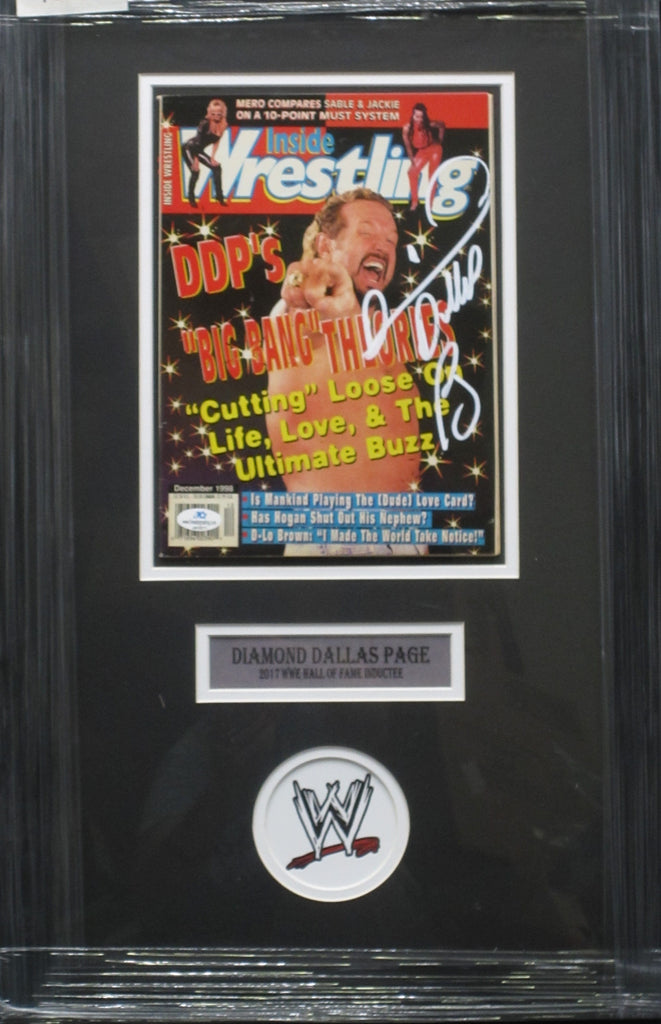 MERO COMPARES SABLE & JACKIE
ON A 10-POINT MUST SYSTEM
INSIDE WRESTLING
Inside
Wrestling
DDP'S
"BIG BANG" THEORIES
"Cutting" Loose On
Life, Love, & The
Ultimate Buzz
December 1998
Is Mankind Playing The (Dude) Love Card?
Has Hogan Shut Out His Nephew?
D-Lo Brown: "I Made The World Take Notice!"
DIAMOND DALLAS PAGE
2017 WWE HALL OF FAME INDUCTEE
W